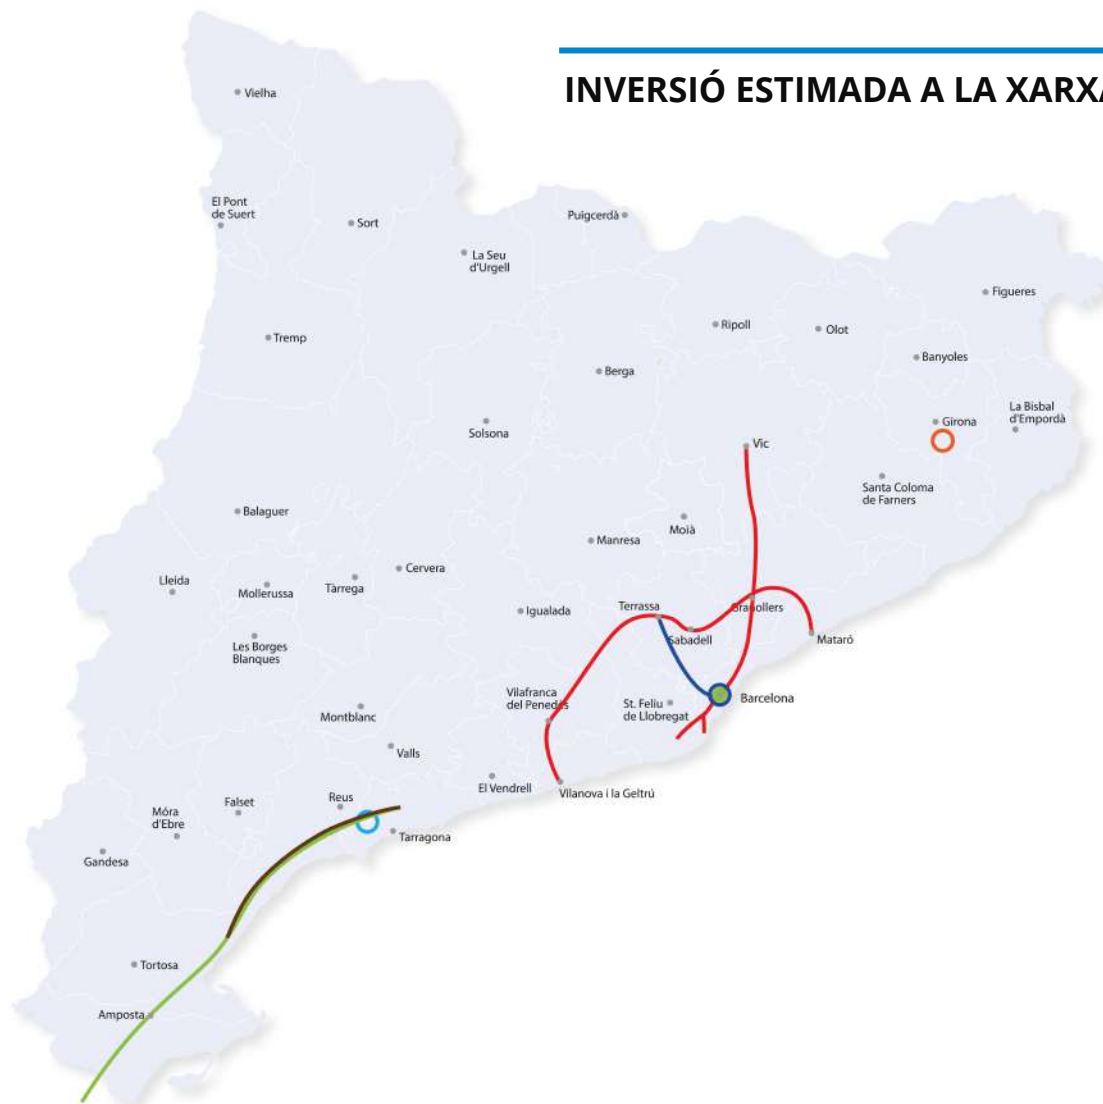 INVERSIÓ ESTIMADA A LA XARXA
Vielha
El Pont
de Suert
Sort
Puigcerdà
La Seu
d'Urgell
Figueres
Ripoll
Olot
Tremp
Banyoles
Berga
La Bisbal
d'Empordà
Girona
Solsona
Vic
Santa Coloma
de Farners
Balaguer
Moià
Manresa
Cervera
Lleida
Mollerussa
Tàrrega
Igualada
Terrassa
Granollers
Sabadell
Mataró
Les Borges
Blanques
Vilafranca
del Penedès
St. Feliu
de Llobregat
Barcelona
Montblanc
Valls
El Vendrell
Vilanova i la Geltrú
Reus
Falset
Móra
d'Ebre
Tarragona
Gandesa
Tortosa
Amposta